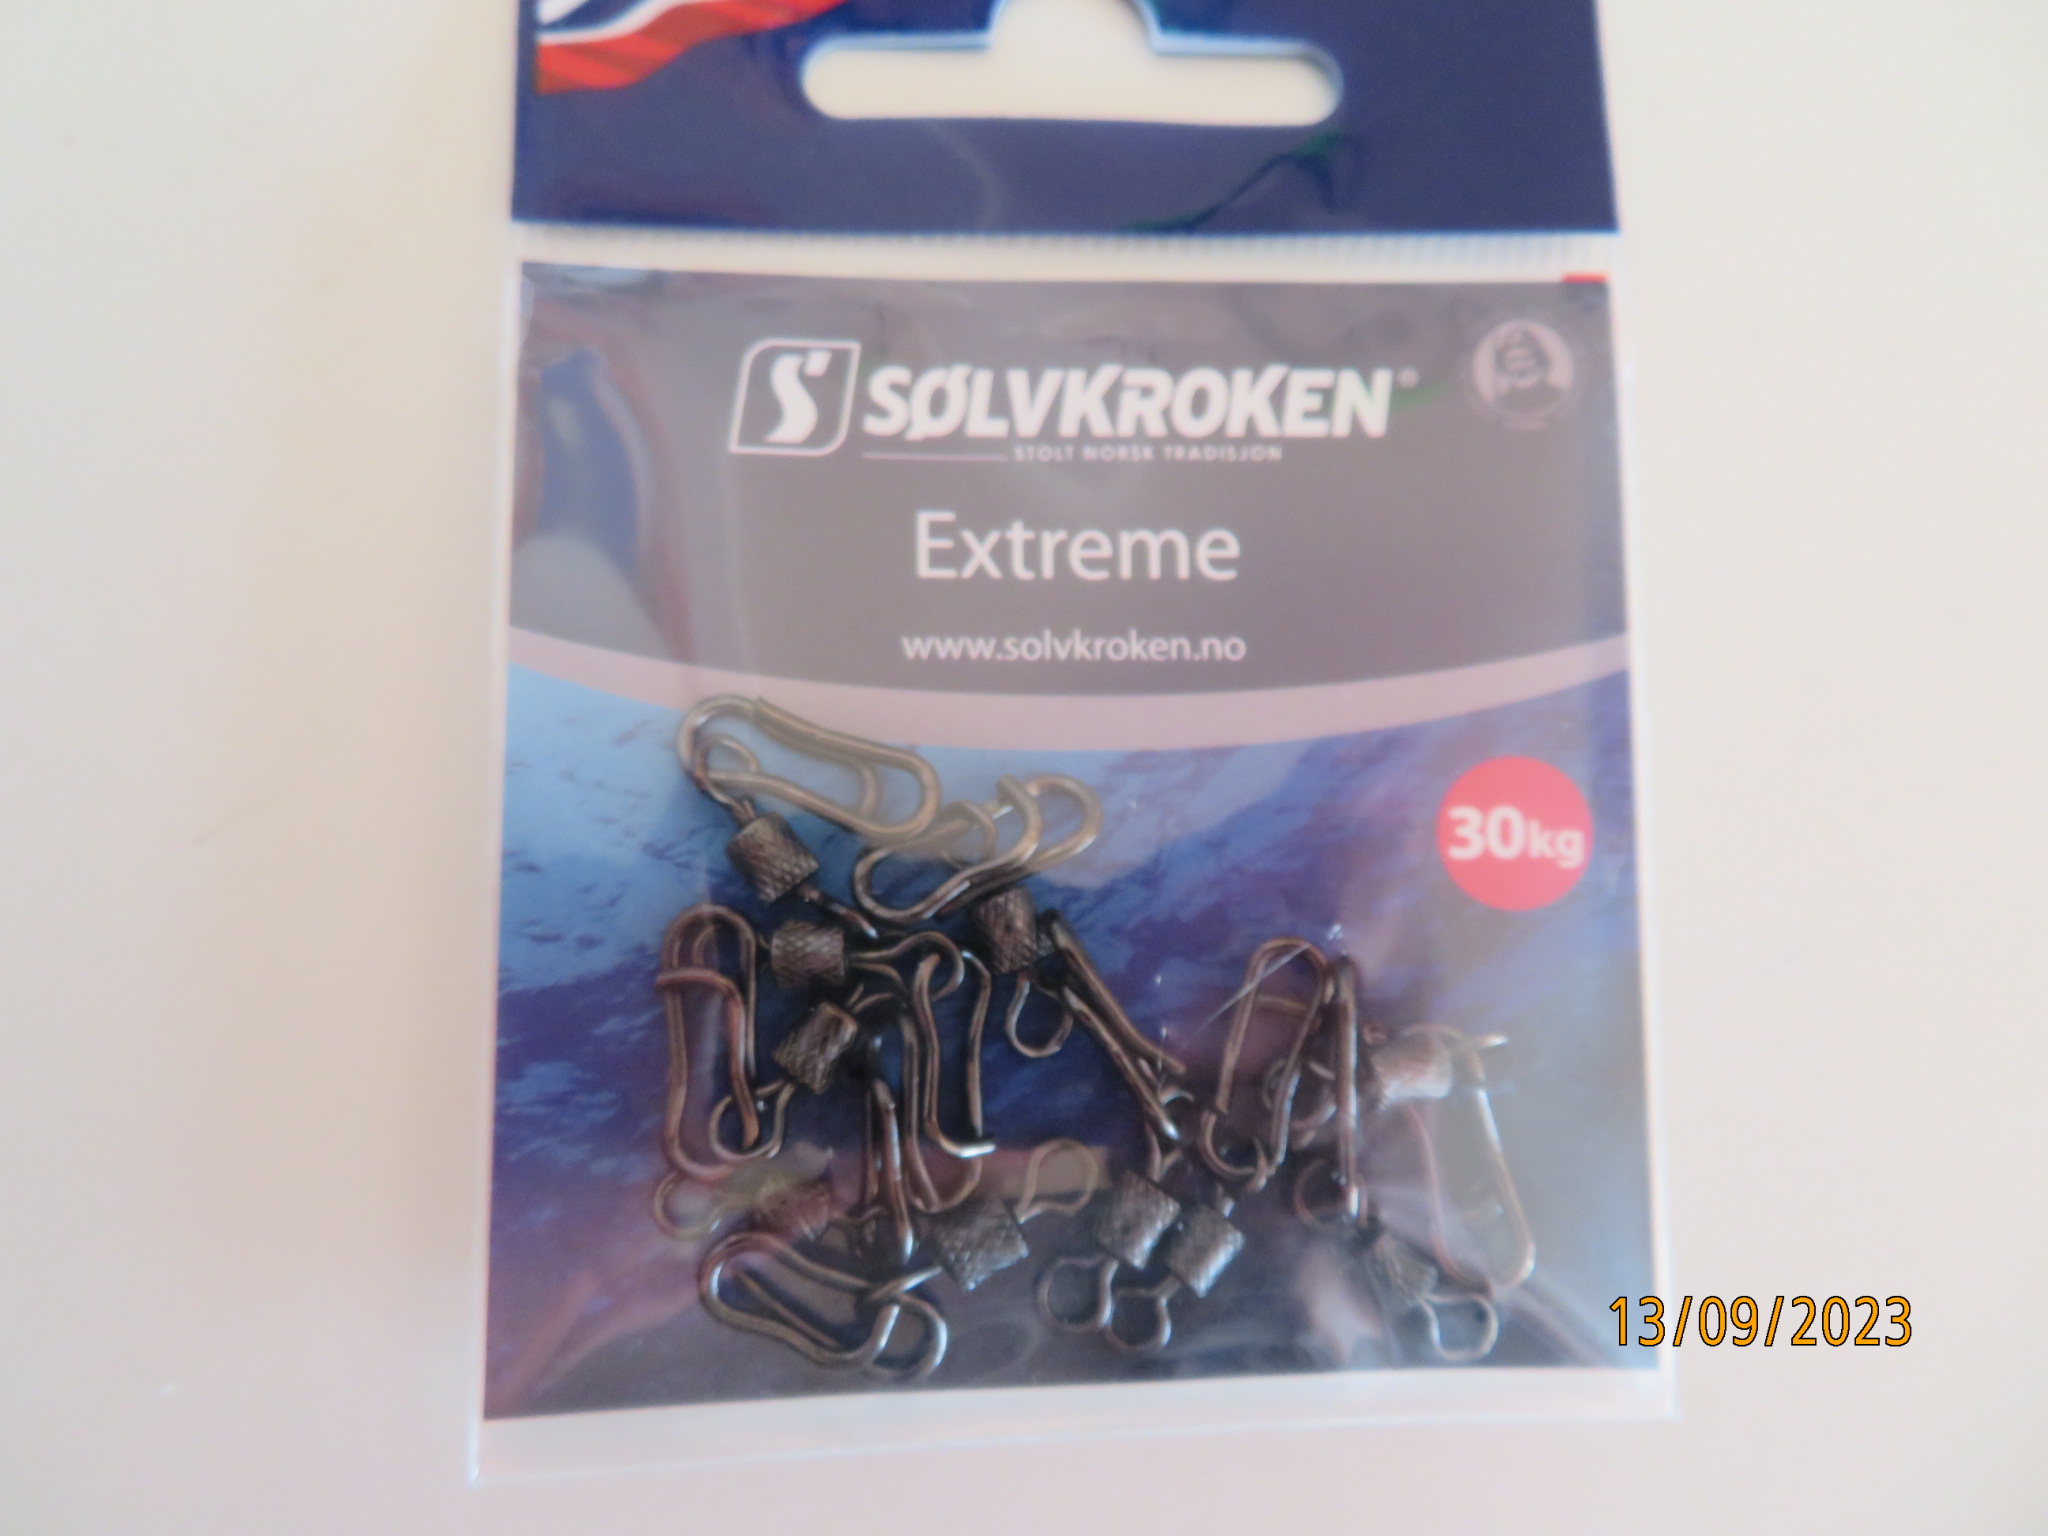 S SØLVKROKEN®
STOLT NORSK TRADISJON
Extreme
www.solvkroken.no
30kg
13/09/2023